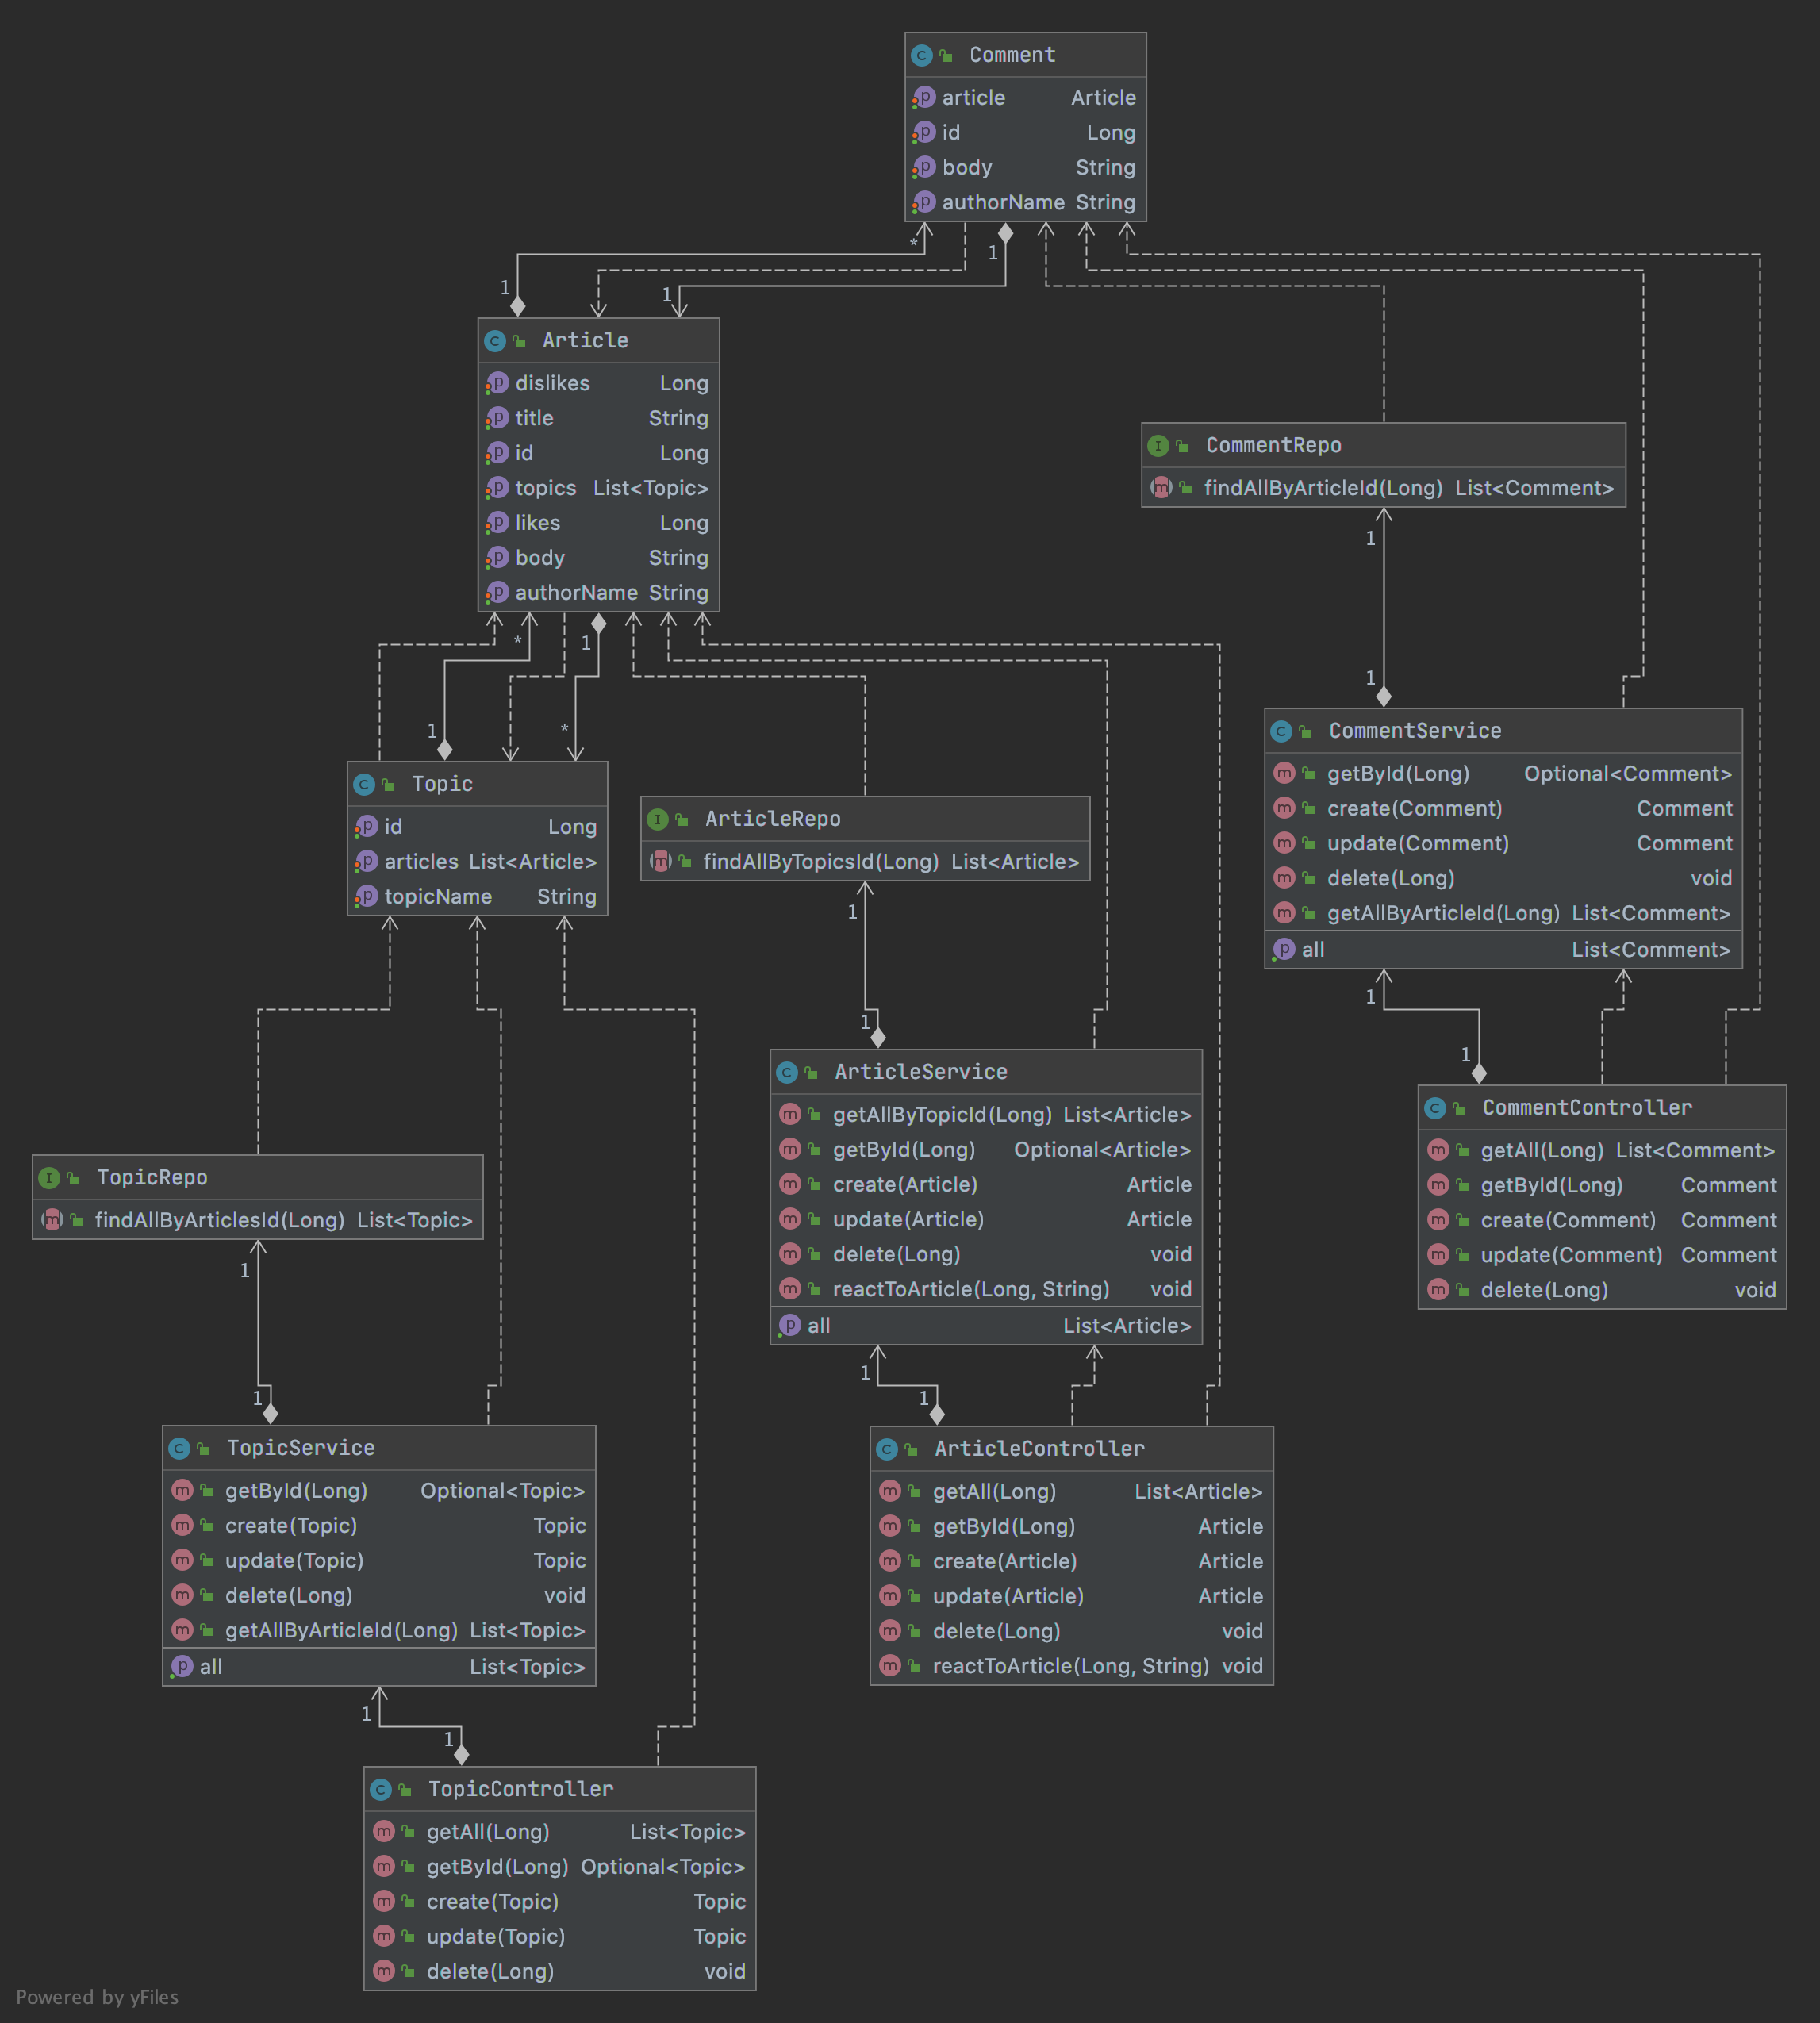 Comment
article Article
id Long
body String
authorName String
* 1
1 1
Article
dislikes Long
title String
id Long
topics List<Topic>
likes Long
body String
authorName String
* 1
1 *
CommentRepo
findAllByArticleId(Long) List<Comment>
1
1
CommentService
getById(Long) Optional<Comment>
create(Comment) Comment
update(Comment) Comment
delete(Long) void
getAllByArticleId(Long) List<Comment>
all List<Comment>
1
1
CommentController
getAll(Long) List<Comment>
getById(Long) Comment
create(Comment) Comment
update(Comment) Comment
delete(Long) void
Topic
id Long
articles List<Article>
topicName String
ArticleRepo
findAllByTopicsId(Long) List<Article>
1
1
ArticleService
getAllByTopicId(Long) List<Article>
getById(Long) Optional<Article>
create(Article) Article
update(Article) Article
delete(Long) void
reactToArticle(Long, String) void
all List<Article>
1
1
ArticleController
getAll(Long) List<Article>
getById(Long) Article
create(Article) Article
update(Article) Article
delete(Long) void
reactToArticle(Long, String) void
TopicRepo
findAllByArticlesId(Long) List<Topic>
1
1
TopicService
getById(Long) Optional<Topic>
create(Topic) Topic
update(Topic) Topic
delete(Long) void
getAllByArticleId(Long) List<Topic>
all List<Topic>
1
1
TopicController
getAll(Long) List<Topic>
getById(Long) Optional<Topic>
create(Topic) Topic
update(Topic) Topic
delete(Long) void
Powered by yFiles